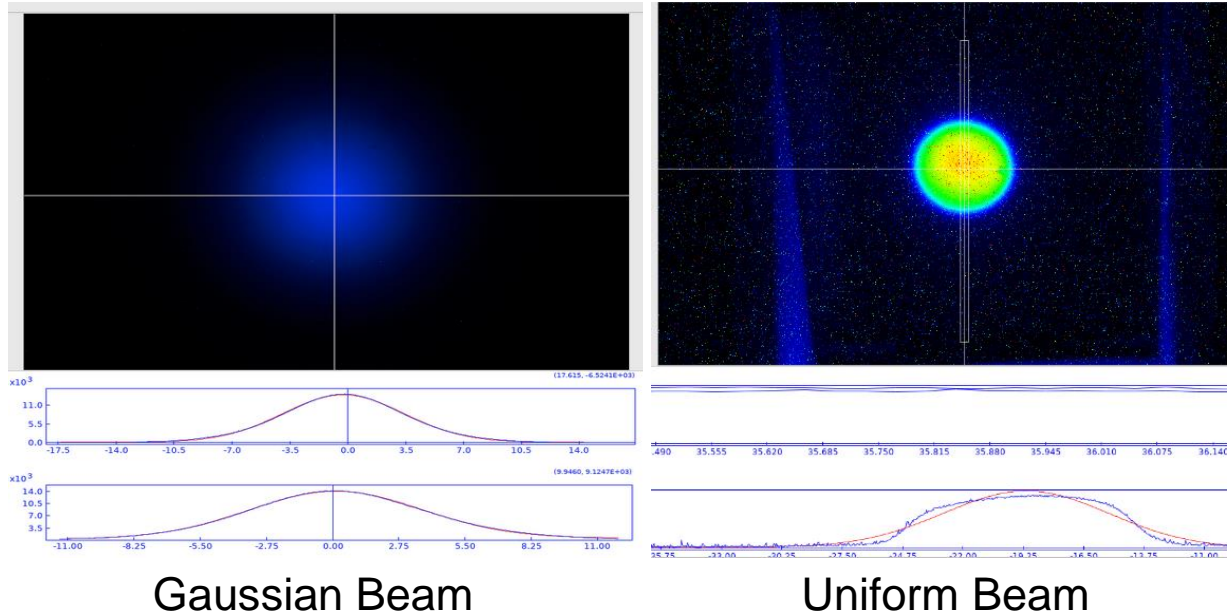 (17.615, -6.5241E+03)
x10³
11.0
5.5
0.0
-17.5 -14.0 -10.5 -7.0 -3.5 0.0 3.5 7.0 10.5 14.0
.490 35.555 35.620 35.685 35.750 35.815 35.880 35.945 36.010 36.075 36.140
(9.9460, 9.1247E+03)
x10³
14.0
10.5
7.0
3.5
-11.00 -8.25 -5.50 -2.75 0.00 2.75 5.50 8.25 11.00
-33.00 -30.25 -27.50 -24.75 -22.00 -19.25 -16.50 -13.75 -11.00
Gaussian Beam
Uniform Beam